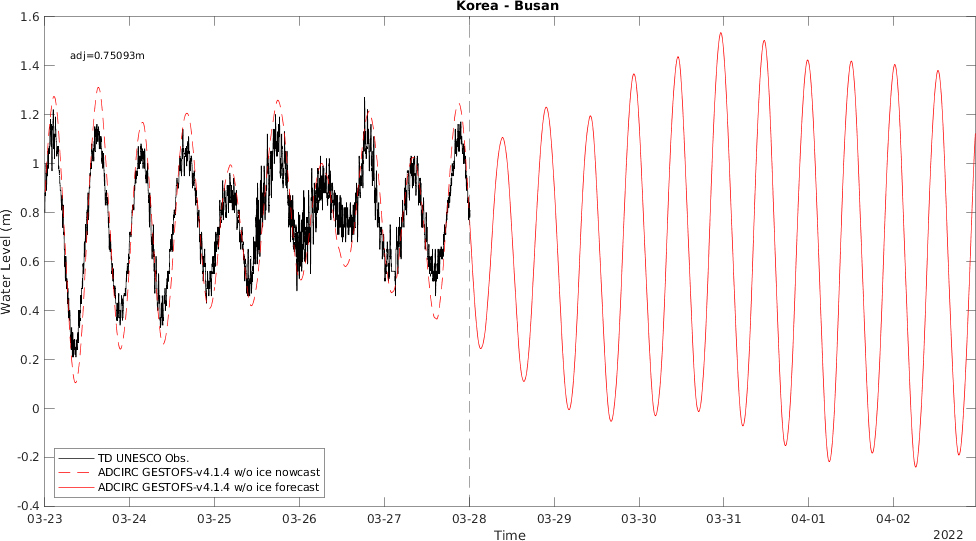 Korea - Busan
1.6
1.4
1.2
1
0.8
0.6
0.4
0.2
0
-0.2
-0.4
Water Level (m)
adj=0.75093m
TD UNESCO Obs.
ADCIRC GESTOFS-v4.1.4 w/o ice nowcast
ADCIRC GESTOFS-v4.1.4 w/o ice forecast
03-23 03-24 03-25 03-26 03-27 03-28 03-29 03-30 03-31 04-01 04-02
Time
2022